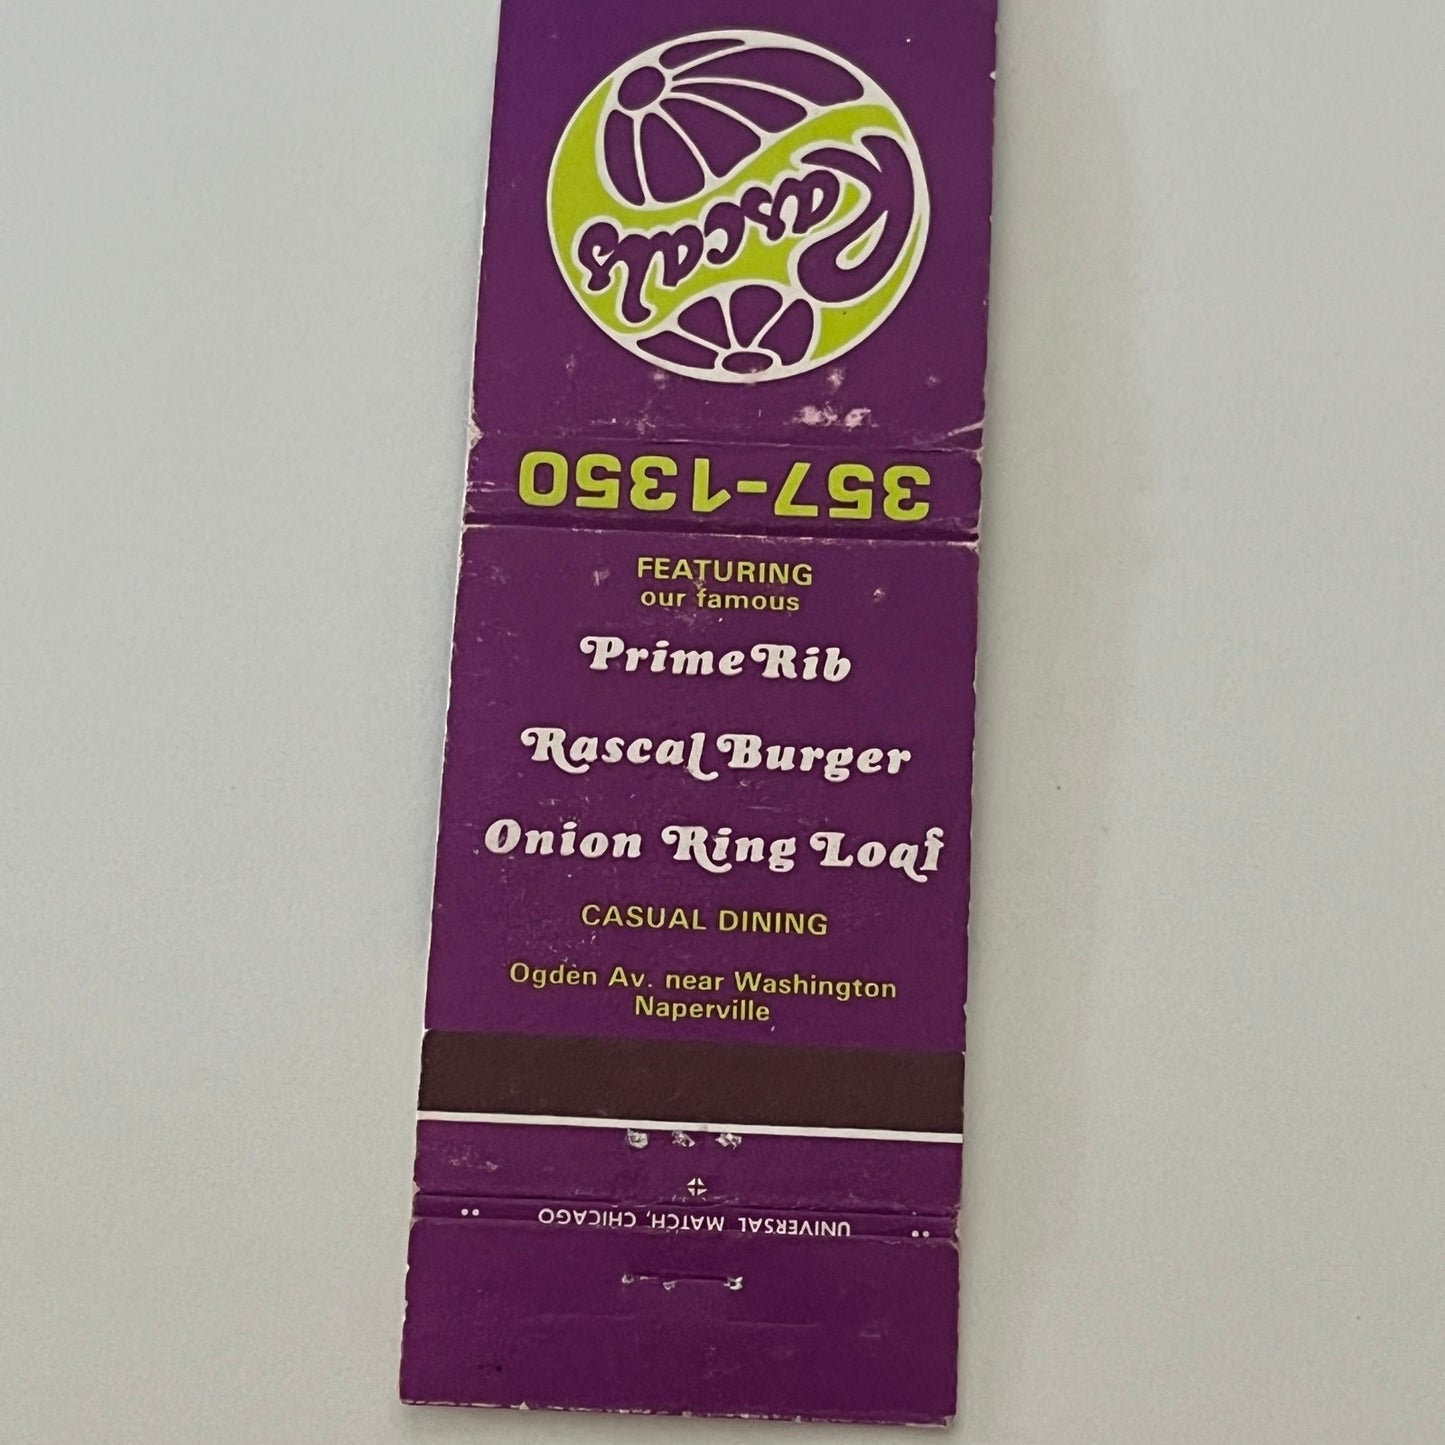 Rascals
357-1350
FEATURING
our famous
Prime Rib
Rascal Burger
Onion Ring Loaf
CASUAL DINING
Ogden Av. near Washington
Naperville
UNIVERSAL MATCH, CHICAGO